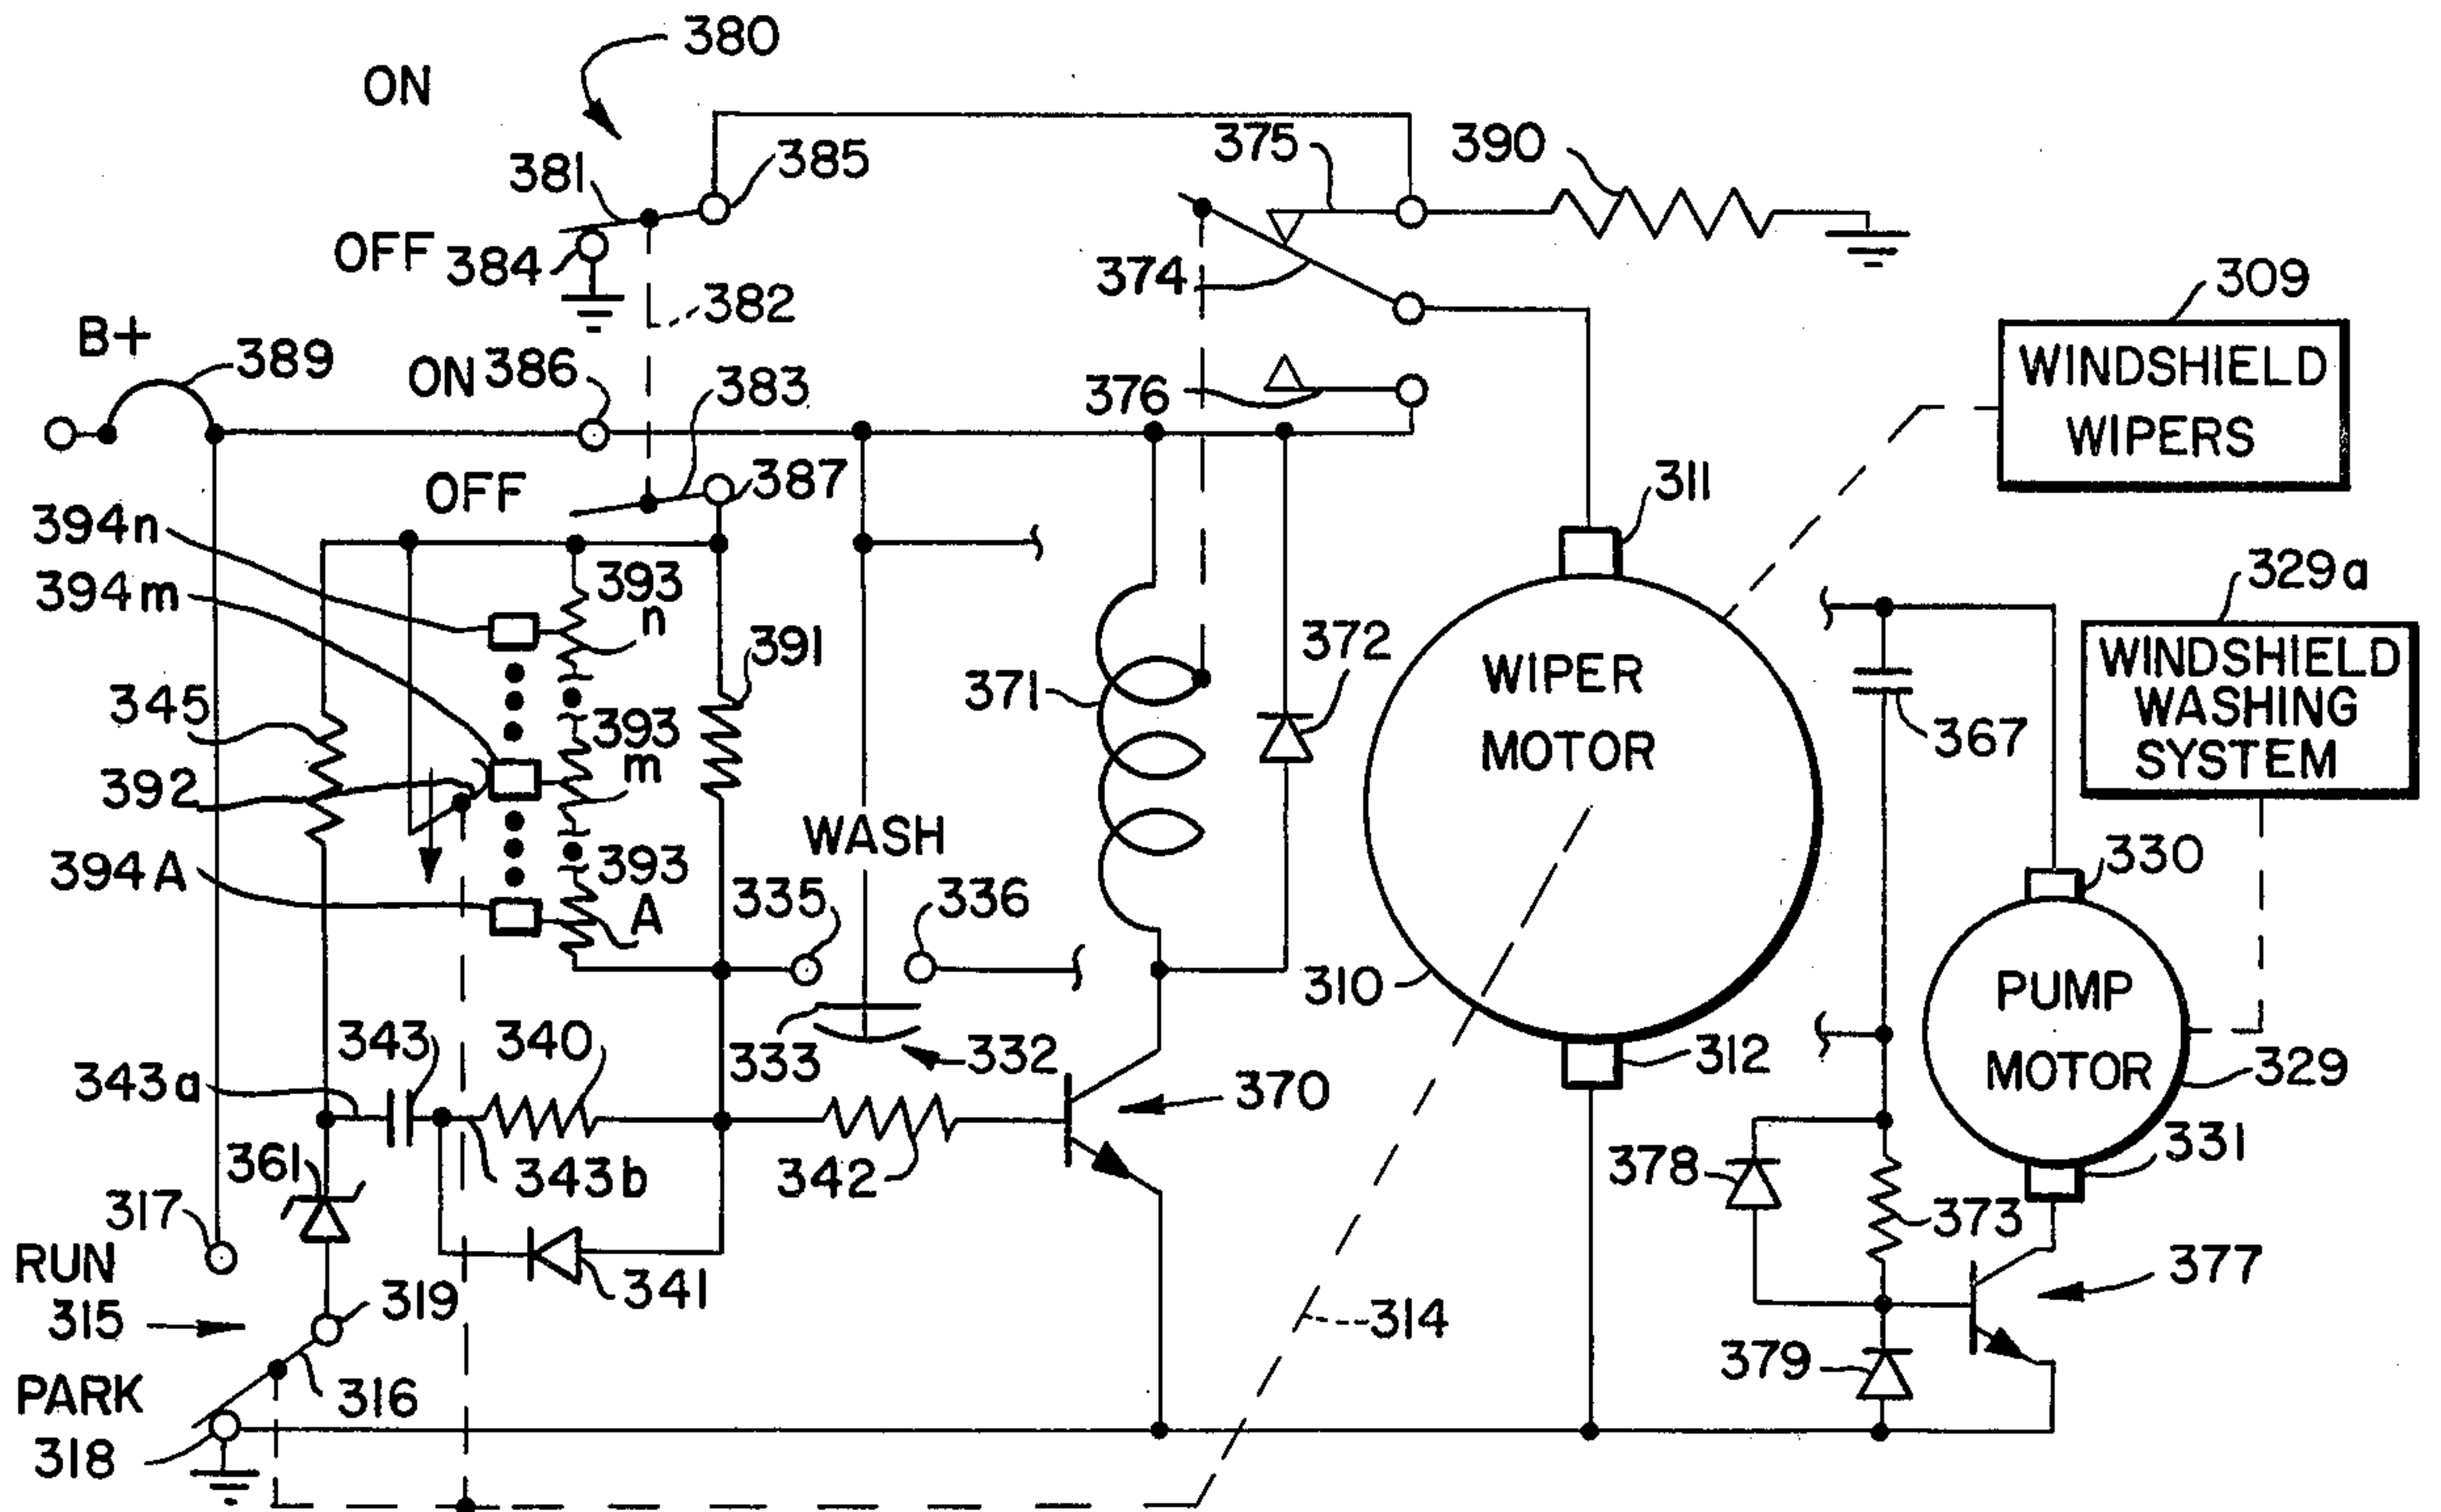 380
ON
381
385
375
390
OFF 384
374
382
309
WINDSHIELD
WIPERS
B+
389
ON 386
383
376
OFF
387
311
394n
394m
393
n
391
372
WIPER
MOTOR
329a
WINDSHIELD
WASHING
SYSTEM
345
392
393
m
371
367
WASH
394A
393
A
335
336
330
310
PUMP
MOTOR
343
340
333
332
312
329
343a
370
361
343b
342
331
378
373
317
RUN
315
319
341
377
314
379
PARK
318
316